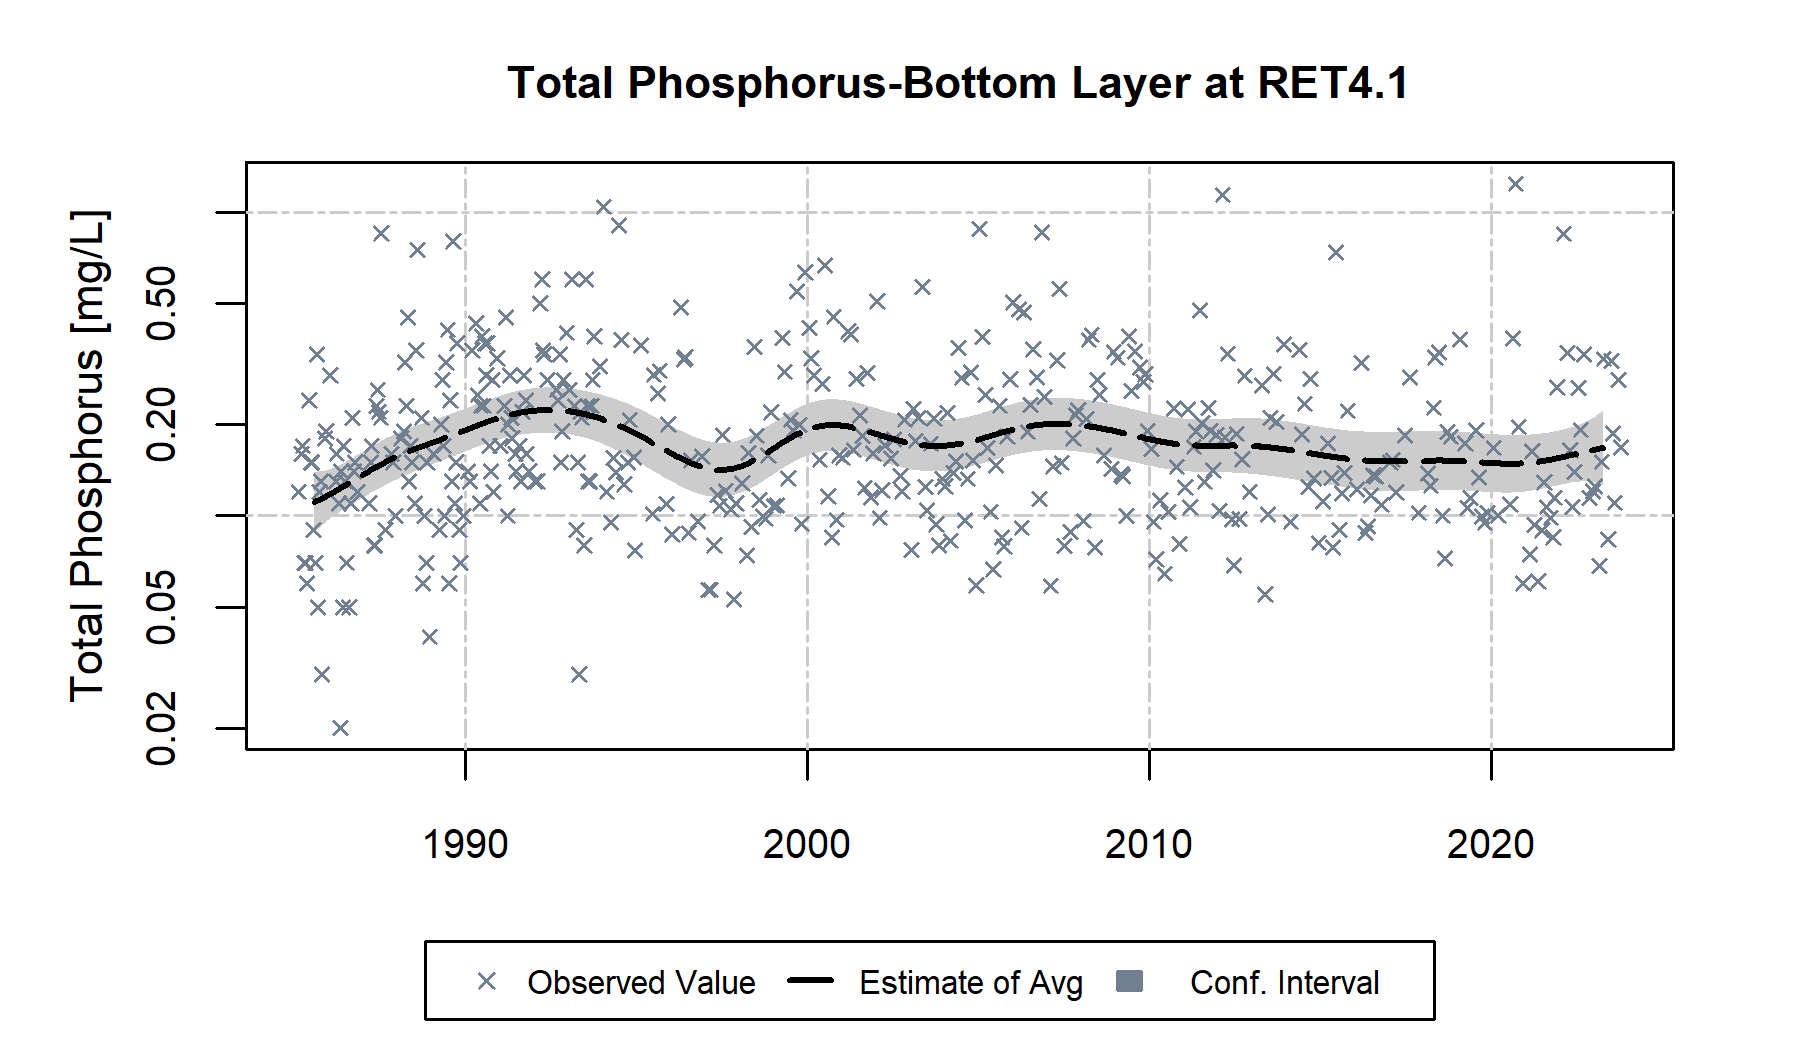 Total Phosphorus-Bottom Layer at RET4.1
Total Phosphorus [mg/L]
0.50
0.20
0.05
0.02
1990 2000 2010 2020
Observed Value Estimate of Avg Conf. Interval